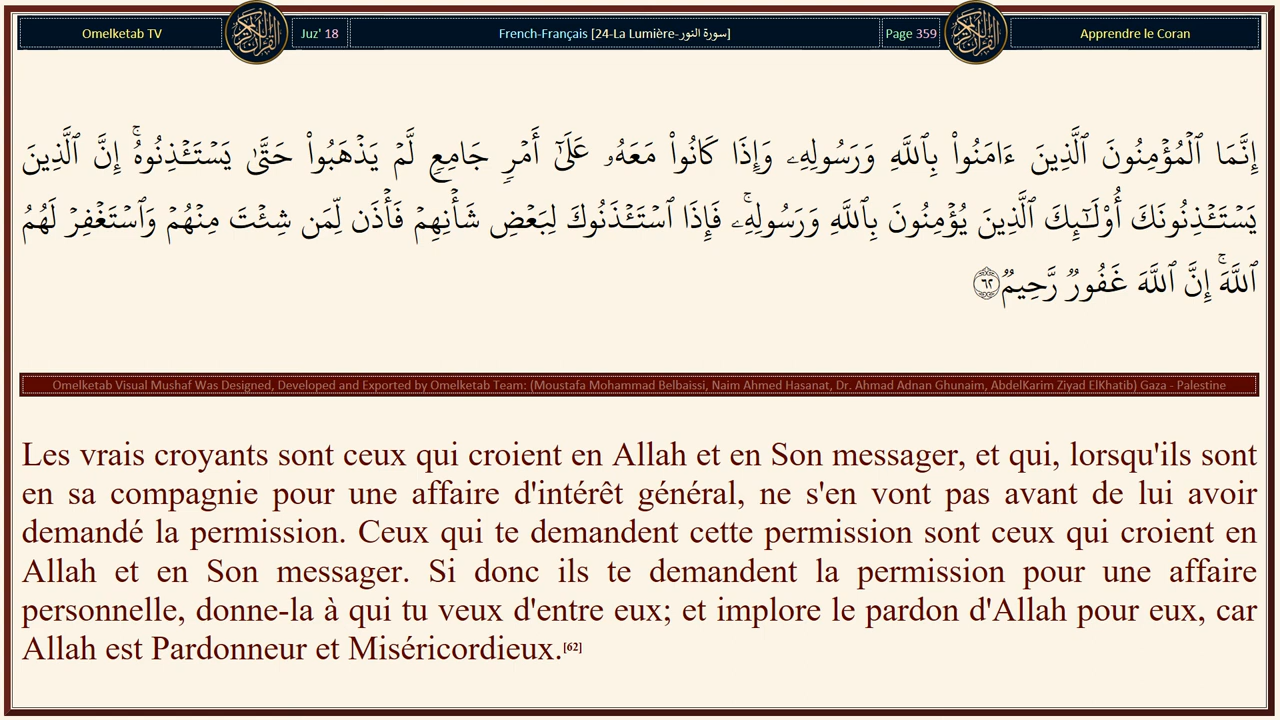 Omelketab TV
Juz' 18
French-Français [24-La Lumière-سورة النور]
Page 359
Apprendre le Coran
إِنَّمَا ٱلۡمُؤۡمِنُونَ ٱلَّذِينَ ءَامَنُواْ بِٱللَّهِ وَرَسُولِهِۦ وَإِذَا كَانُواْ مَعَهُۥ عَلَىٰٓ أَمۡرٖ جَامِعٖ لَّمۡ يَذۡهَبُواْ حَتَّىٰ يَسۡتَـٔۡذِنُوهُۚ إِنَّ ٱلَّذِينَ
يَسۡتَـٔۡذِنُونَكَ أُوْلَـٰٓئِكَ ٱلَّذِينَ يُؤۡمِنُونَ بِٱللَّهِ وَرَسُولِهِۦۚ فَإِذَا ٱسۡتَـٔۡذَنُوكَ لِبَعۡضِ شَأۡنِهِمۡ فَأۡذَن لِّمَن شِئۡتَ مِنۡهُمۡ وَٱسۡتَغۡفِرۡ لَهُمُ
ٱللَّهَۚ إِنَّ ٱللَّهَ غَفُورٞ رَّحِيمٞ ٦٢
Omelketab Visual Mushaf Was Designed, Developed and Exported by Omelketab Team: (Moustafa Mohammad Belbaissi, Naim Ahmed Hasanat, Dr. Ahmad Adnan Ghunaim, AbdelKarim Ziyad ElKhatib) Gaza - Palestine
Les vrais croyants sont ceux qui croient en Allah et en Son messager, et qui, lorsqu'ils sont
en sa compagnie pour une affaire d'intérêt général, ne s'en vont pas avant de lui avoir
demandé la permission. Ceux qui te demandent cette permission sont ceux qui croient en
Allah et en Son messager. Si donc ils te demandent la permission pour une affaire
personnelle, donne-la à qui tu veux d'entre eux; et implore le pardon d'Allah pour eux, car
Allah est Pardonneur et Miséricordieux.[62]